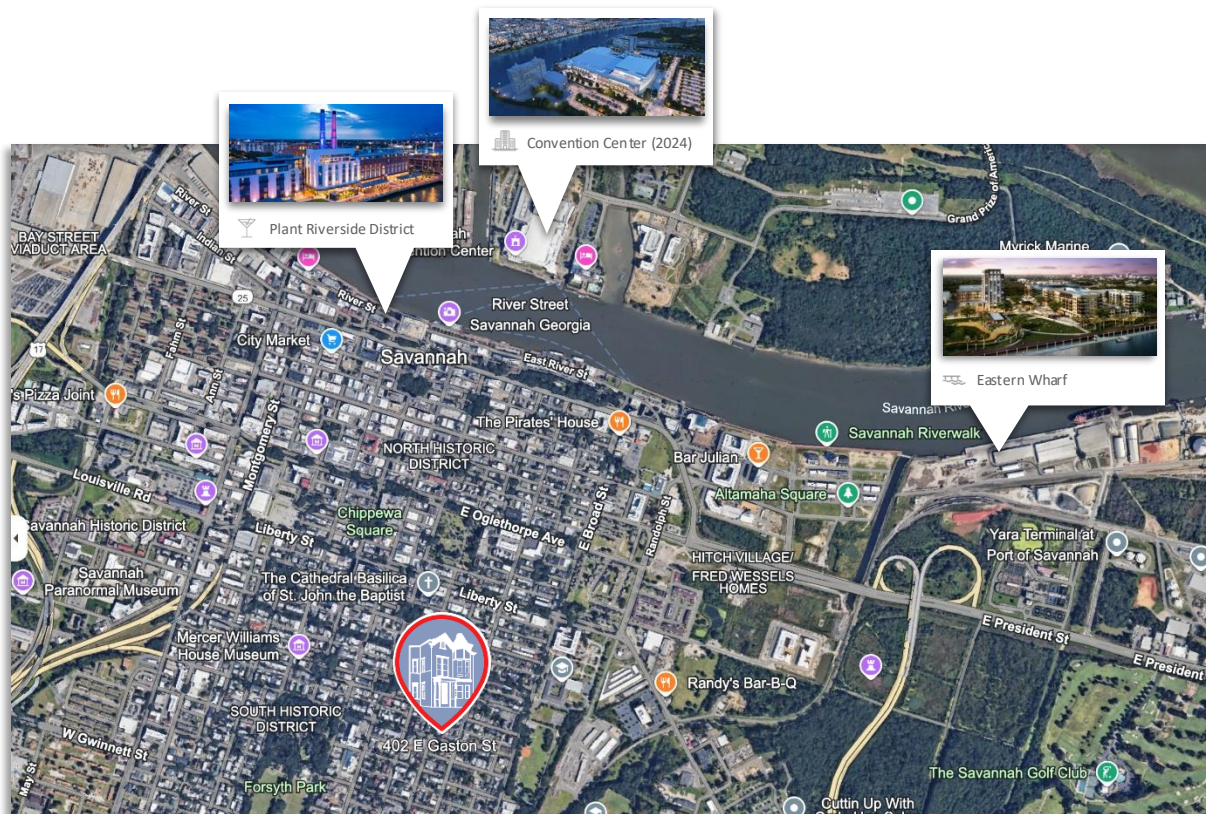 Convention Center (2024)
Plant Riverside District
River St
Indian St
BAY STREET
VIADUCT AREA
Center
Grand Prize of Americ
Myrick Marine
25
River St
River Street
Savannah Georgia
17
Fahm St
City Market
Savannah
East River St
Eastern Wharf
's Pizza Joint
Ann St
Montgomery St
The Pirates' House
Savannah Riverwalk
NORTH HISTORIC
DISTRICT
Bar Julian
Louisville Rd
Chippewa
Square
E Oglethorpe Ave
E Broad St
Randolph St
Altamaha Square
Savannah Historic District
Liberty St
HITCH VILLAGE/
FRED WESSELS
HOMES
Yara Terminal at
Port of Savannah
Savannah
Paranormal Museum
The Cathedral Basilica
of St. John the Baptist
Liberty St
E President St
Mercer Williams
House Museum
E President
Randy's Bar-B-Q
SOUTH HISTORIC
DISTRICT
402 E Gaston St
W Gwinnett St
May St
Forsyth Park
The Savannah Golf Club
Cuttin Up With